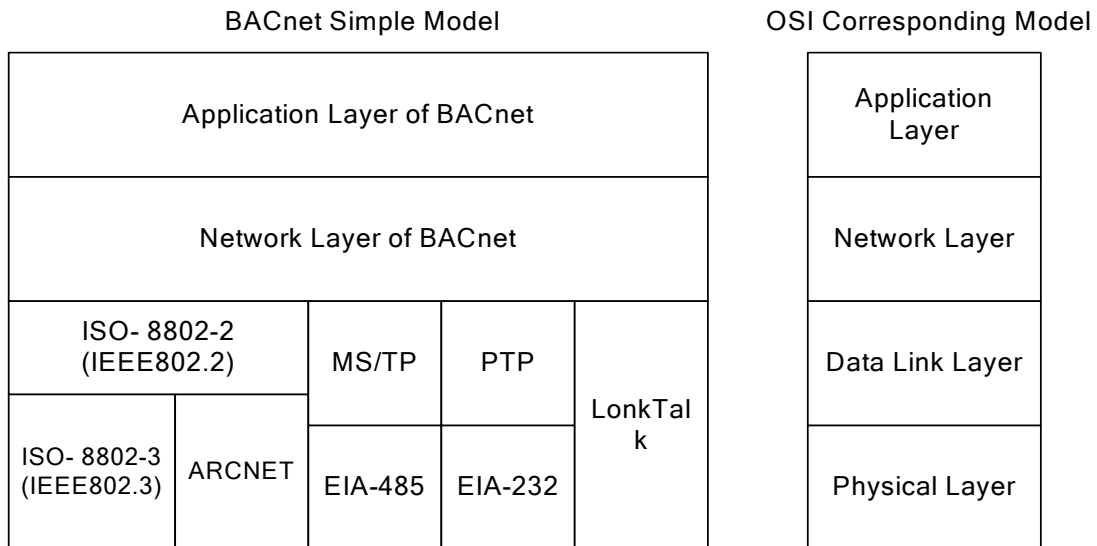 BACnet Simple Model
OSI Corresponding Model
Application Layer of BACnet
Application
Layer
Network Layer of BACnet
Network Layer
ISO- 8802-2
(IEEE802.2)
MS/TP
PTP
LonkTal
k
Data Link Layer
ISO- 8802-3
(IEEE802.3)
ARCNET
EIA-485
EIA-232
Physical Layer